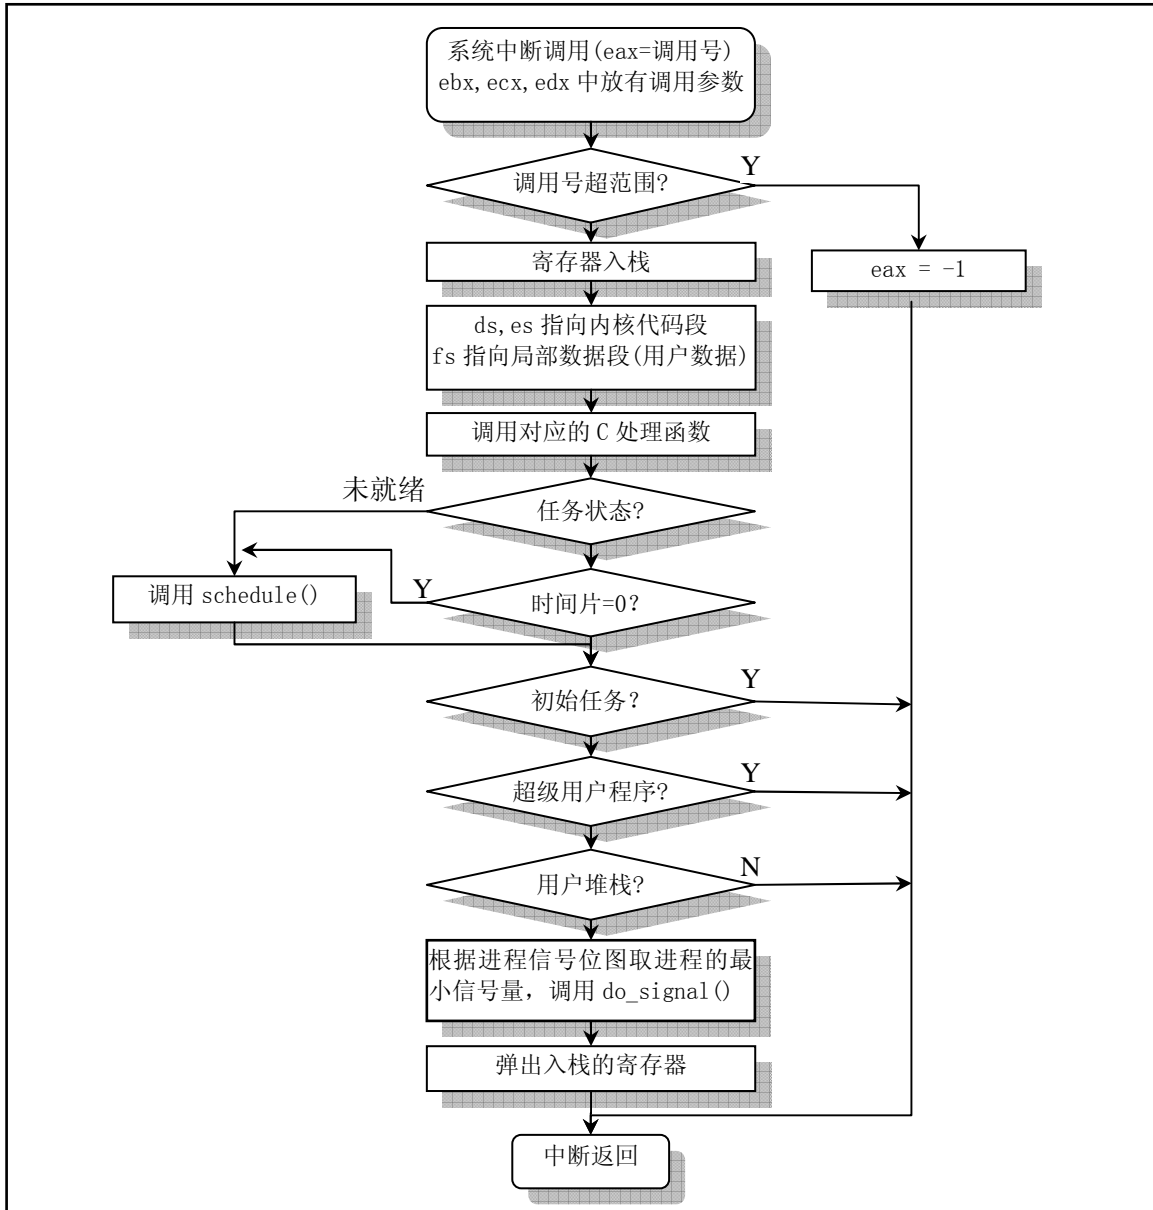 系统中断调用(eax=调用号)
ebx,ecx,edx 中放有调用参数
调用号超范围?
Y
寄存器入栈
eax = -1
ds,es 指向内核代码段
fs 指向局部数据段(用户数据)
调用对应的 C 处理函数
未就绪
任务状态?
调用 schedule()
Y
时间片=0?
初始任务?
Y
超级用户程序?
Y
用户堆栈?
N
根据进程信号位图取进程的最
小信号量，调用 do_signal()
弹出入栈的寄存器
中断返回